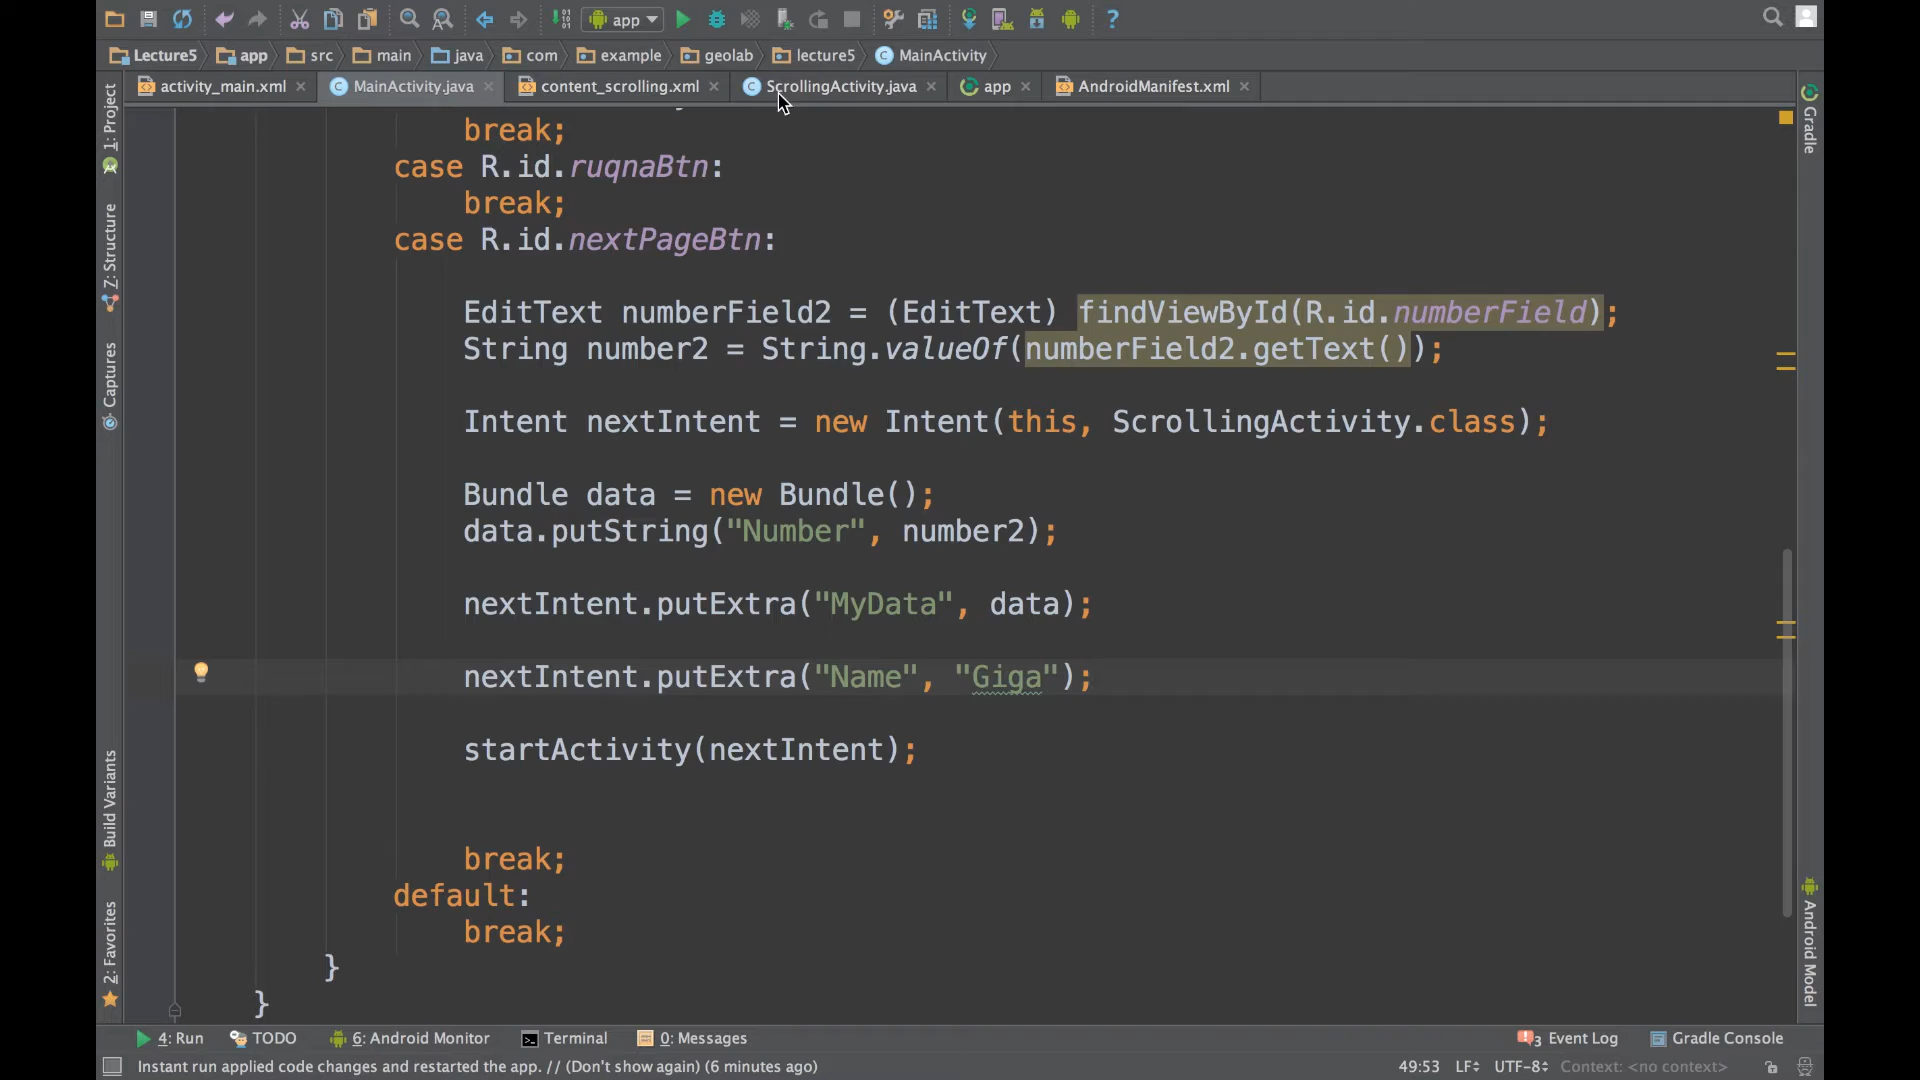 app
Lecture5 app src main java com example geolab lecture5 MainActivity
activity_main.xml MainActivity.java content_scrolling.xml ScrollingActivity.java app AndroidManifest.xml
1: Project
Z: Structure
Captures
Build Variants
2: Favorites
break;
case R.id.ruqnaBtn:
break;
case R.id.nextPageBtn:
EditText numberField2 = (EditText) findViewById(R.id.numberField);
String number2 = String.valueOf(numberField2.getText());
Intent nextIntent = new Intent(this, ScrollingActivity.class);
Bundle data = new Bundle();
data.putString("Number", number2);
nextIntent.putExtra("MyData", data);
nextIntent.putExtra("Name", "Giga");
startActivity(nextIntent);
break;
default:
break;
}
}
Gradle
Android Model
4: Run TODO 6: Android Monitor Terminal 0: Messages 3 Event Log Gradle Console
Instant run applied code changes and restarted the app. // (Don't show again) (6 minutes ago) 49:53 LF UTF-8 Context: <no context>